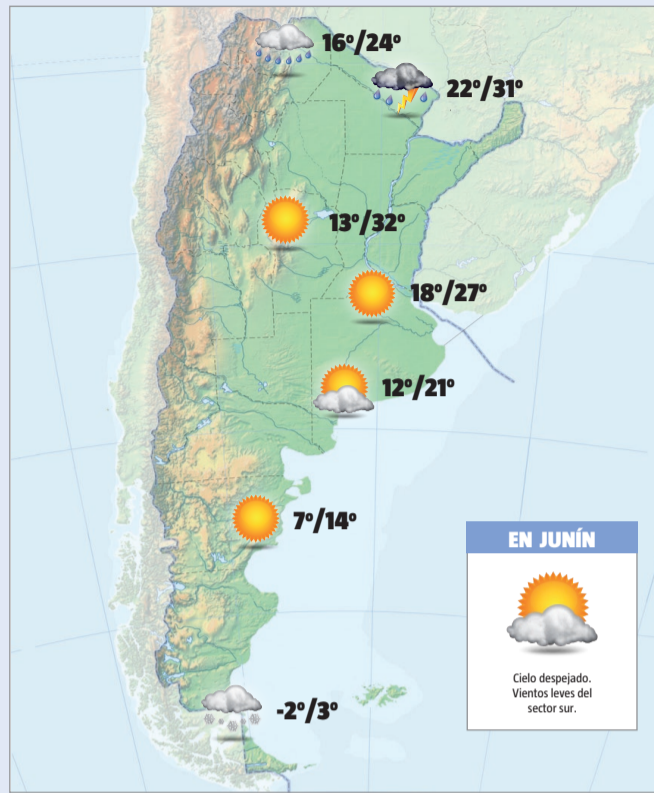 16º/24º
22º/31º
13º/32º
18º/27º
12º/21º
7º/14º
-2º/3º
EN JUNÍN
Cielo despejado.
Vientos leves del
sector sur.